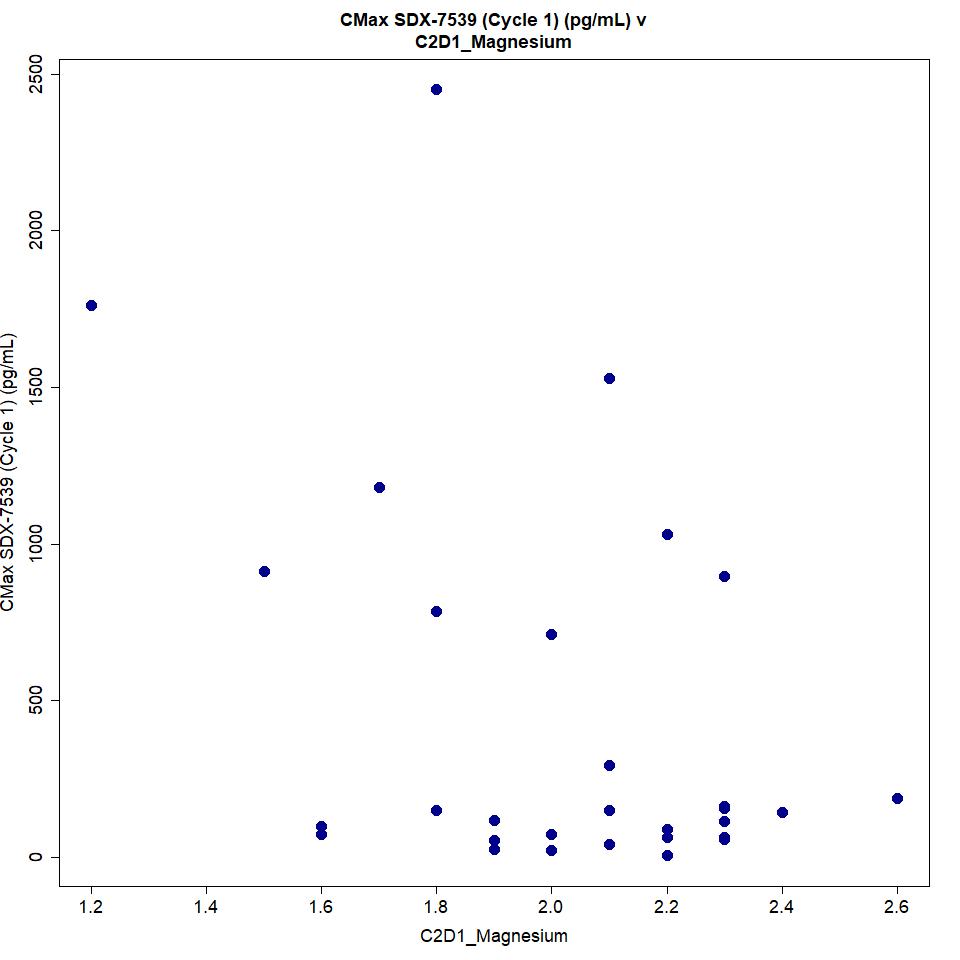 CMax SDX-7539 (Cycle 1) (pg/mL) v
C2D1_Magnesium
2500
2000
1500
1000
500
0
CMax SDX-7539 (Cycle 1) (pg/mL)
1.2 1.4 1.6 1.8 2.0 2.2 2.4 2.6
C2D1_Magnesium